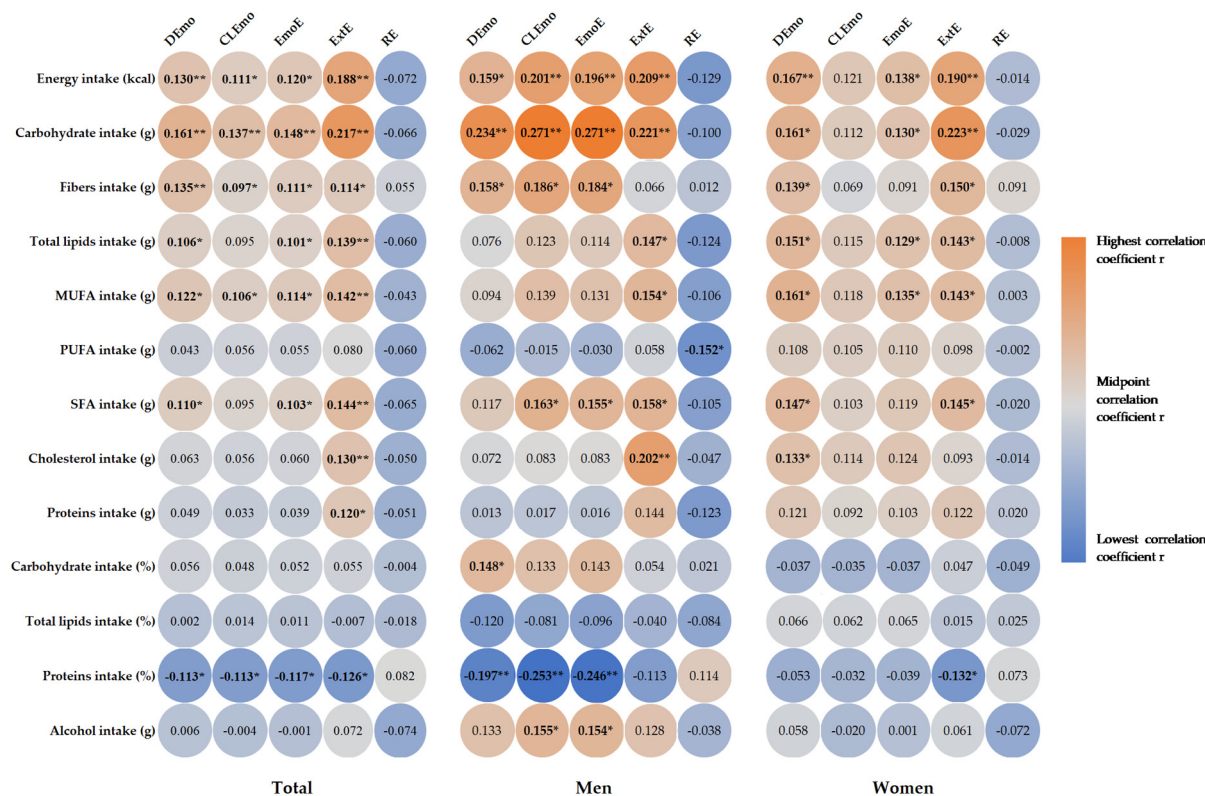 DEmo CLEmo EmoE ExtE RE DEmo CLEmo EmoE ExtE RE DEmo CLEmo EmoE ExtE RE
Energy intake (kcal) 0.130** 0.111* 0.120* 0.188** -0.072 0.159* 0.201** 0.196** 0.209** -0.129 0.167** 0.121 0.138* 0.190** -0.014
Carbohydrate intake (g) 0.161** 0.137** 0.148** 0.217** -0.066 0.234** 0.271** 0.271** 0.221** -0.100 0.161* 0.112 0.130* 0.223** -0.029
Fibers intake (g) 0.135** 0.097* 0.111* 0.114* 0.055 0.158* 0.186* 0.184* 0.066 0.012 0.139* 0.069 0.091 0.150* 0.091
Total lipids intake (g) 0.106* 0.095 0.101* 0.139** -0.060 0.076 0.123 0.114 0.147* -0.124 0.151* 0.115 0.129* 0.143* -0.008
MUFA intake (g) 0.122* 0.106* 0.114* 0.142** -0.043 0.094 0.139 0.131 0.154* -0.106 0.161* 0.118 0.135* 0.143* 0.003
PUFA intake (g) 0.043 0.056 0.055 0.080 -0.060 -0.062 -0.015 -0.030 0.058 -0.152* 0.108 0.105 0.110 0.098 -0.002
SFA intake (g) 0.110* 0.095 0.103* 0.144** -0.065 0.117 0.163* 0.155* 0.158* -0.105 0.147* 0.103 0.119 0.145* -0.020
Cholesterol intake (g) 0.063 0.056 0.060 0.130** -0.050 0.072 0.083 0.083 0.202** -0.047 0.133* 0.114 0.124 0.093 -0.014
Proteins intake (g) 0.049 0.033 0.039 0.120* -0.051 0.013 0.017 0.016 0.144 -0.123 0.121 0.092 0.103 0.122 0.020
Carbohydrate intake (%) 0.056 0.048 0.052 0.055 -0.004 0.148* 0.133 0.143 0.054 0.021 -0.037 -0.035 -0.037 0.047 -0.049
Total lipids intake (%) 0.002 0.014 0.011 -0.007 -0.018 -0.120 -0.081 -0.096 -0.040 -0.084 0.066 0.062 0.065 0.015 0.025
Proteins intake (%) -0.113* -0.113* -0.117* -0.126* 0.082 -0.197** -0.253** -0.246** -0.113 0.114 -0.053 -0.032 -0.039 -0.132* 0.073
Alcohol intake (g) 0.006 -0.004 -0.001 0.072 -0.074 0.133 0.155* 0.154* 0.128 -0.038 0.058 -0.020 0.001 0.061 -0.072
Total Men Women
Highest correlation
coefficient r
Midpoint
correlation
coefficient r
Lowest correlation
coefficient r